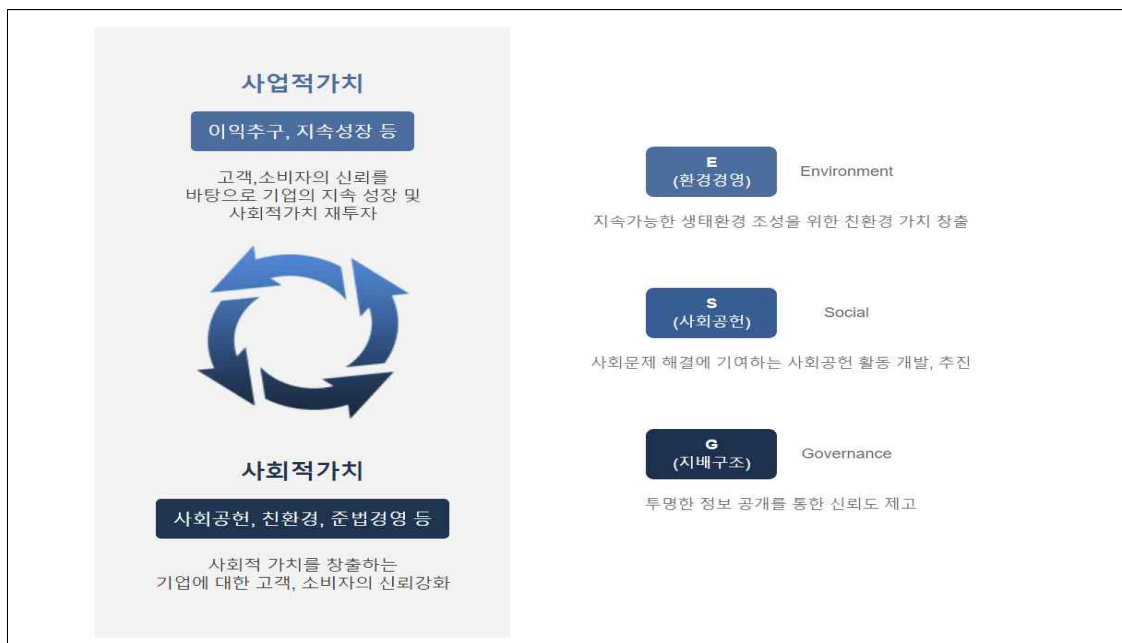 사업적가치
이익추구, 지속성장 등
고객,소비자의 신뢰를
바탕으로 기업의 지속 성장 및
사회적가치 재투자
사회적가치
사회공헌, 친환경, 준법경영 등
사회적 가치를 창출하는
기업에 대한 고객, 소비자의 신뢰강화
E
(환경경영)
Environment
지속가능한 생태환경 조성을 위한 친환경 가치 창출
S
(사회공헌)
Social
사회문제 해결에 기여하는 사회공헌 활동 개발, 추진
G
(지배구조)
Governance
투명한 정보 공개를 통한 신뢰도 제고